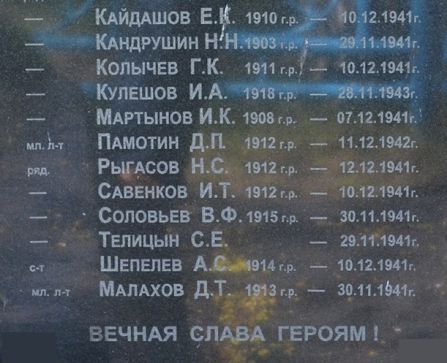 — Кайдашов Е.К. 1910 г.р. — 10.12.1941г.
— Кандрушин Н.Н. 1903 г.р. — 29.11.1941г.
— Колычев Г.К. 1911 г.р. — 10.12.1941г.
— Кулешов И.А. 1918 г.р. — 28.11.1943г.
— Мартынов И.К. 1908 г.р. — 07.12.1941г.
мл. л-т Памотин Д.П. 1912 г.р. — 11.12.1942г.
ряд. Рыгасов Н.С. 1912 г.р. — 12.12.1941г.
— Савенков И.Т. 1912 г.р. — 10.12.1941г.
— Соловьев В.Ф. 1915 г.р. — 30.11.1941г.
— Телицын С.Е. — 29.11.1941г.
с-т Шепелев А.С. 1914 г.р. — 10.12.1941г.
мл. л-т Малахов Д.Т. 1913 г.р. — 30.11.1941г.
ВЕЧНАЯ СЛАВА ГЕРОЯМ !